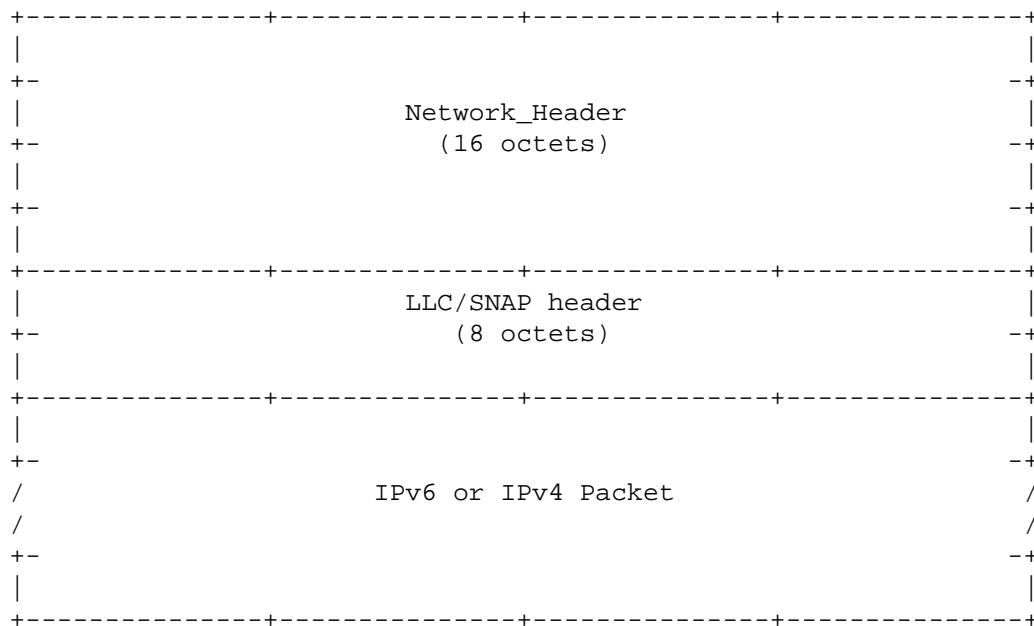 Network_Header
(16 octets)
LLC/SNAP header
(8 octets)
IPv6 or IPv4 Packet